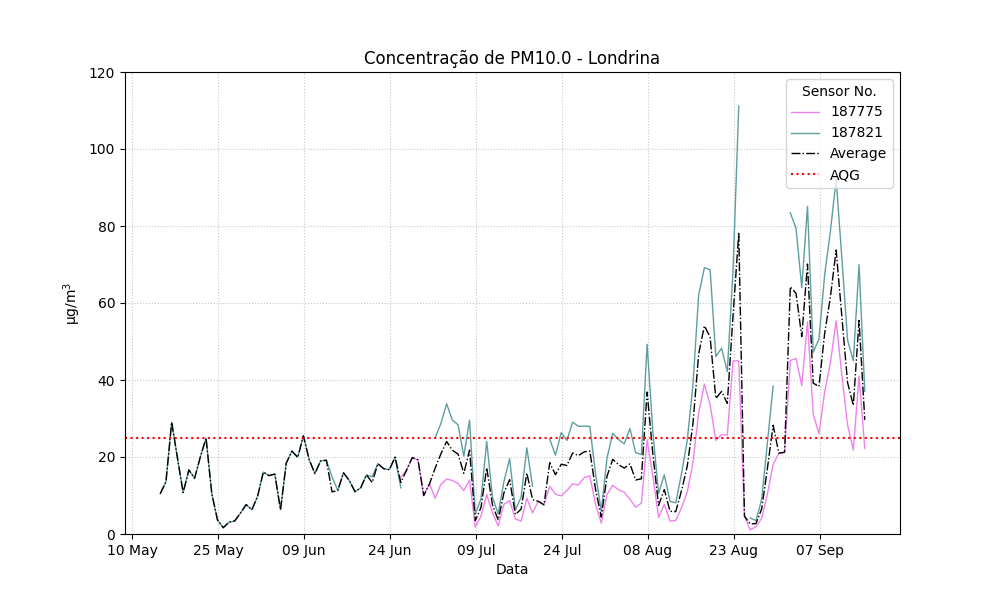 Concentração de PM10.0 - Londrina
120
100
80
60
40
20
0
µg/m³
10 May 25 May 09 Jun 24 Jun 09 Jul 24 Jul 08 Aug 23 Aug 07 Sep
Data
Sensor No.
187775
187821
Average
AQG